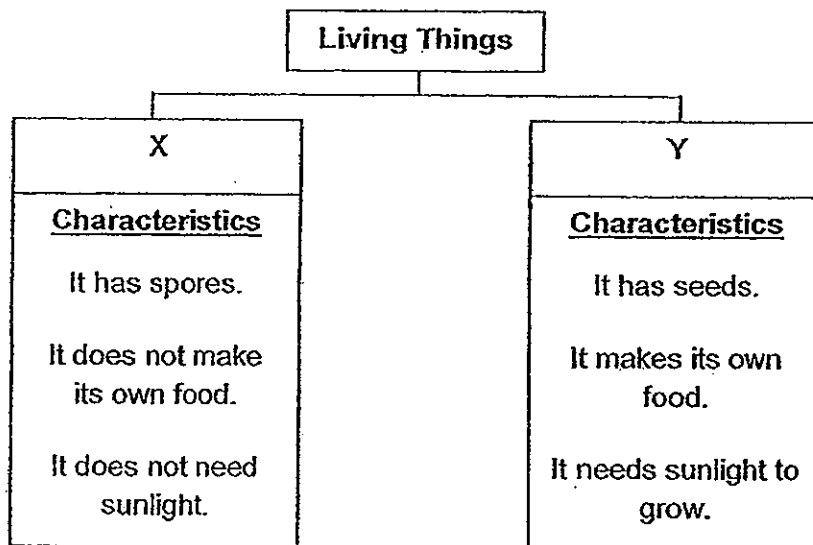 Living Things
X
Characteristics
It has spores.
It does not make
its own food.
It does not need
sunlight.
Y
Characteristics
It has seeds.
It makes its own
food.
It needs sunlight to
grow.